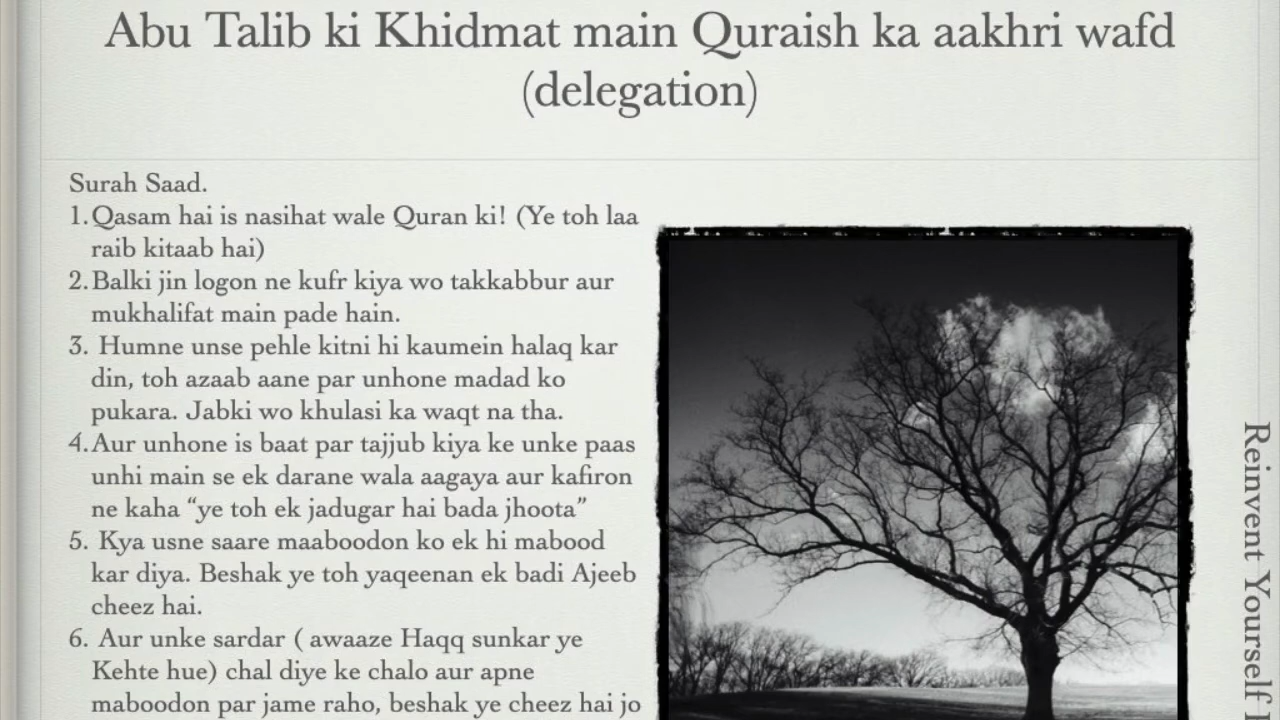 Abu Talib ki Khidmat main Quraish ka aakhri wafd
(delegation)
Surah Saad.
1. Qasam hai is nasihat wale Quran ki! (Ye toh laa
raib kitaab hai)
2. Balki jin logon ne kufr kiya wo takkabbur aur
mukhalifat main pade hain.
3. Humne unse pehle kitni hi kaumein halaq kar
din, toh azaab aane par unhone madad ko
pukara. Jabki wo khulasi ka waqt na tha.
4. Aur unhone is baat par tajjub kiya ke unke paas
unhi main se ek darane wala aagaya aur kafiron
ne kaha “ye toh ek jadugar hai bada jhoota”
5. Kya usne saare maaboodon ko ek hi mabood
kar diya. Beshak ye toh yaqeenan ek badi Ajeeb
cheez hai.
6. Aur unke sardar ( awaaze Haqq sunkar ye
Kehte hue) chal diye ke chalo aur apne
maboodon par jame raho, beshak ye cheez hai jo
Reinvent Yourself